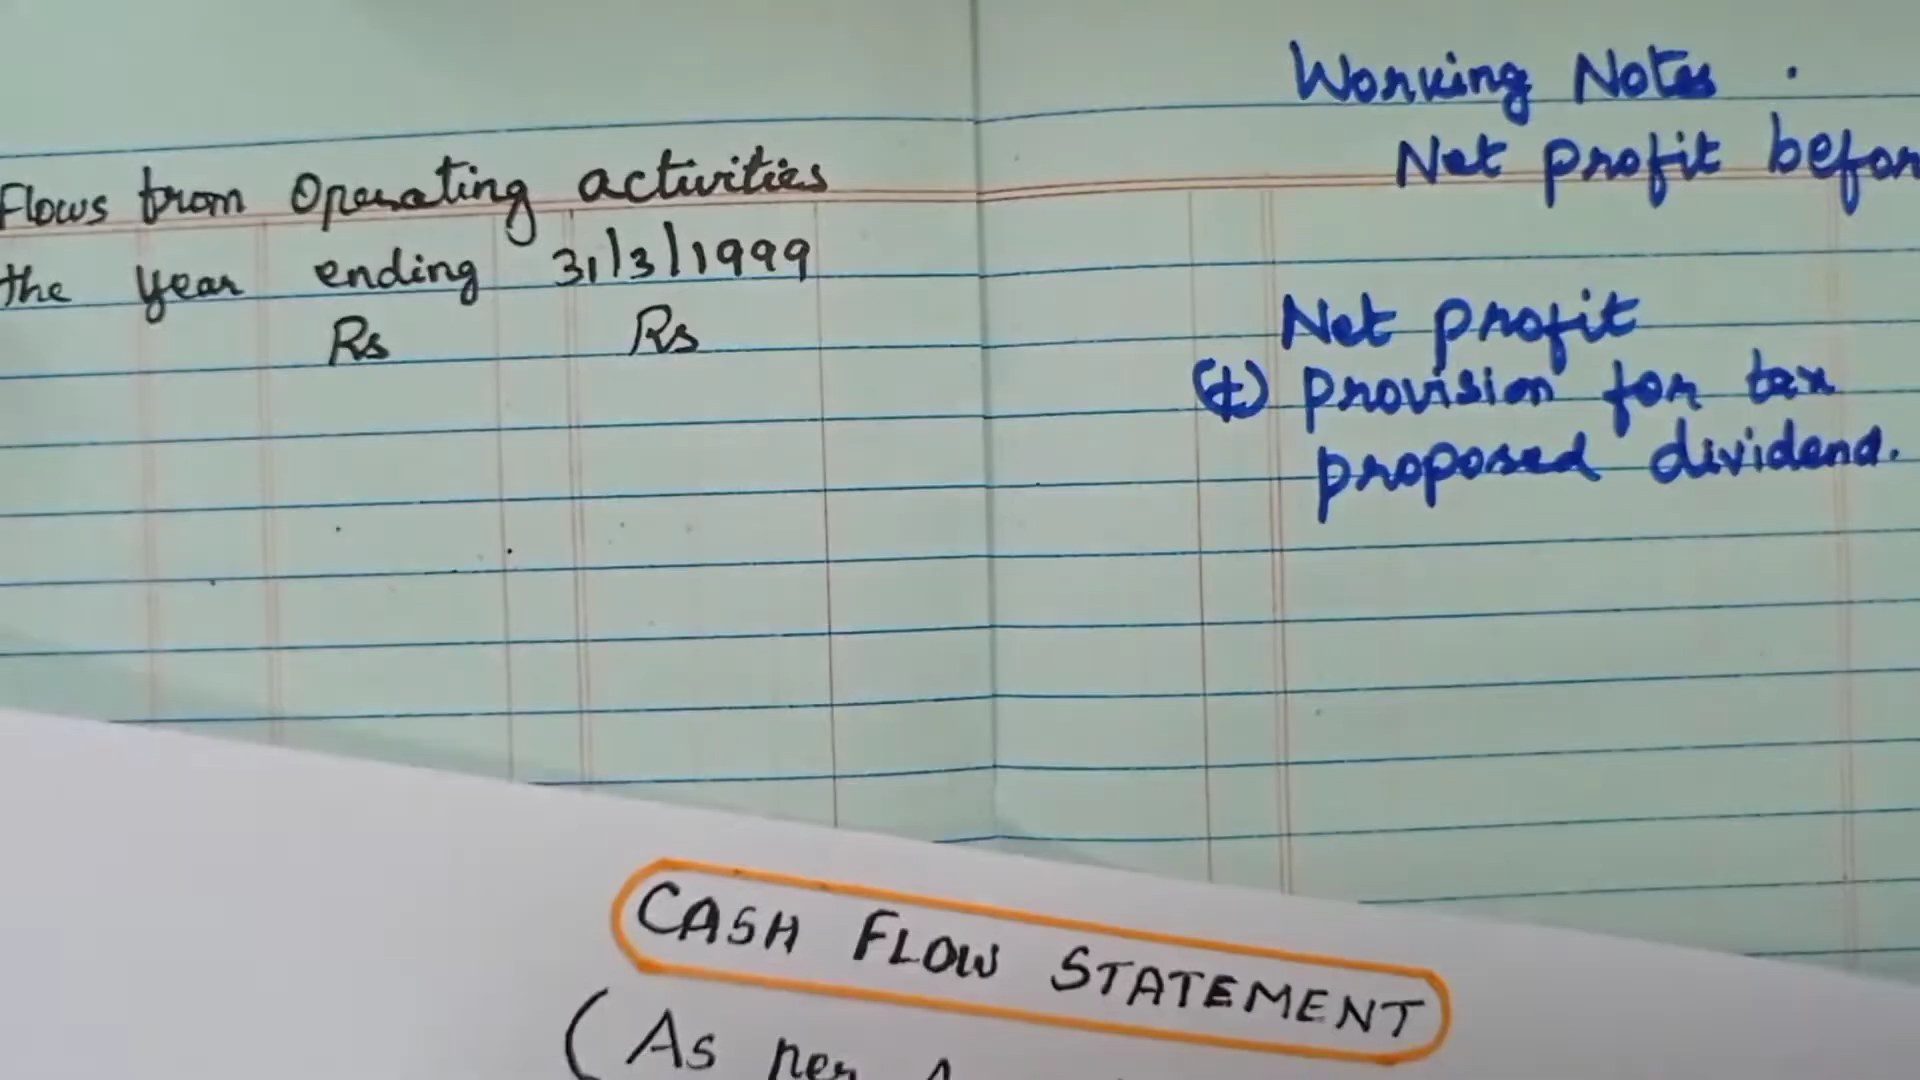 Flows from Operating activities
the year ending 31/3/1999
Rs Rs
Working Notes.
Net profit
Net profit
(+) provision for tax
proposed dividend.
CASH FLOW STATEMENT
(As per